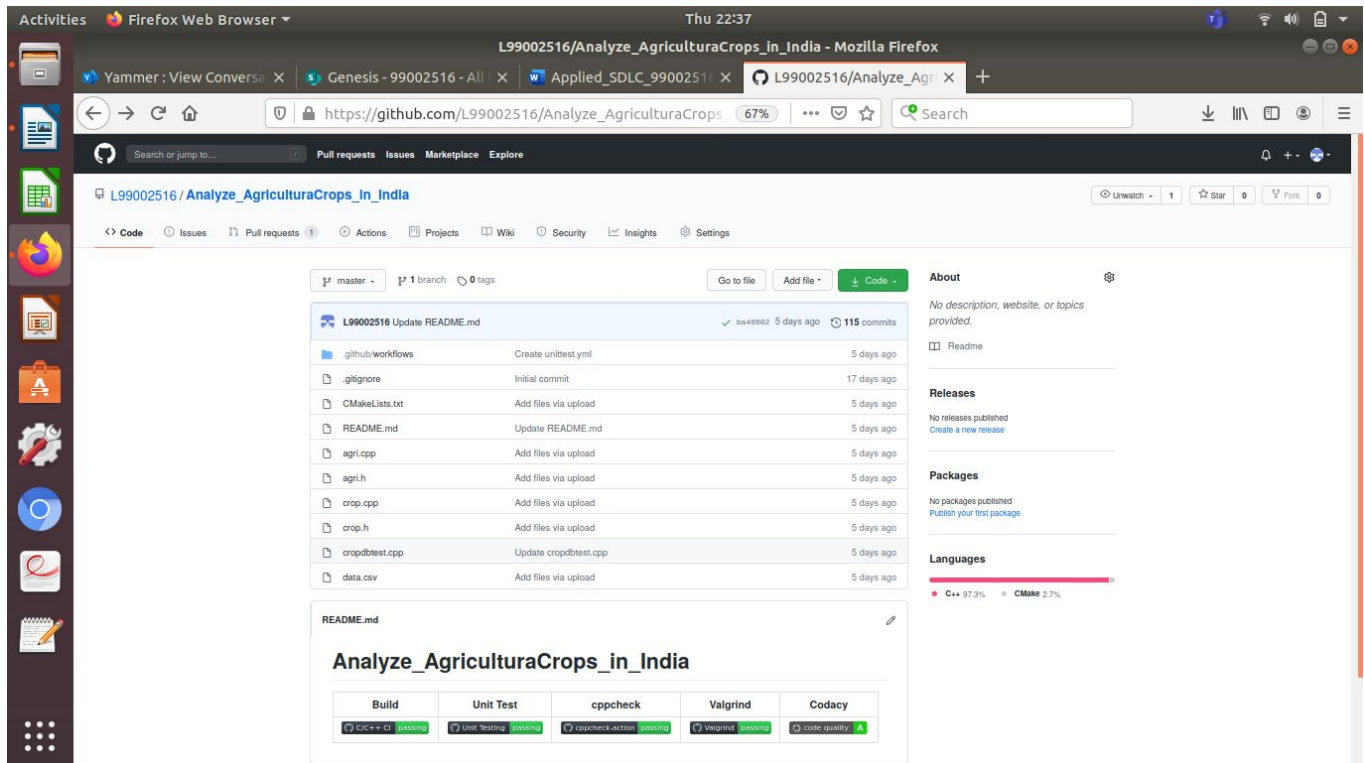 Activities Firefox Web Browser Thu 22:37
L99002516/Analyze_AgriculturaCrops_in_India - Mozilla Firefox
Yammer : View Conversa Genesis - 99002516 - All Applied_SDLC_99002516 L99002516/Analyze_Agri
https://github.com/L99002516/Analyze_AgriculturaCrops_ 67% Search
Search or jump to... / Pull requests Issues Marketplace Explore
L99002516 / Analyze_AgriculturaCrops_in_India Unwatch 1 Star 0 Fork 0
Code Issues Pull requests 1 Actions Projects Wiki Security Insights Settings
master 1 branch 0 tags Go to file Add file Code
L99002516 Update README.md 5 days ago 115 commits
.github/workflows Create unittest.yml 5 days ago
.gitignore Initial commit 17 days ago
CMakeLists.txt Add files via upload 5 days ago
README.md Update README.md 5 days ago
agri.cpp Add files via upload 5 days ago
agri.h Add files via upload 5 days ago
crop.cpp Add files via upload 5 days ago
crop.h Add files via upload 5 days ago
cropdbtest.cpp Update cropdbtest.cpp 5 days ago
data.csv Add files via upload 5 days ago
README.md
Analyze_AgriculturaCrops_in_India
Build Unit Test cppcheck Valgrind Codacy
C/C++ CI passing Unit Testing passing cppcheck-action passing Valgrind passing code quality A
About
No description, website, or topics
provided.
Readme
Releases
No releases published
Create a new release
Packages
No packages published
Publish your first package
Languages
C++ 97.3% CMake 2.7%